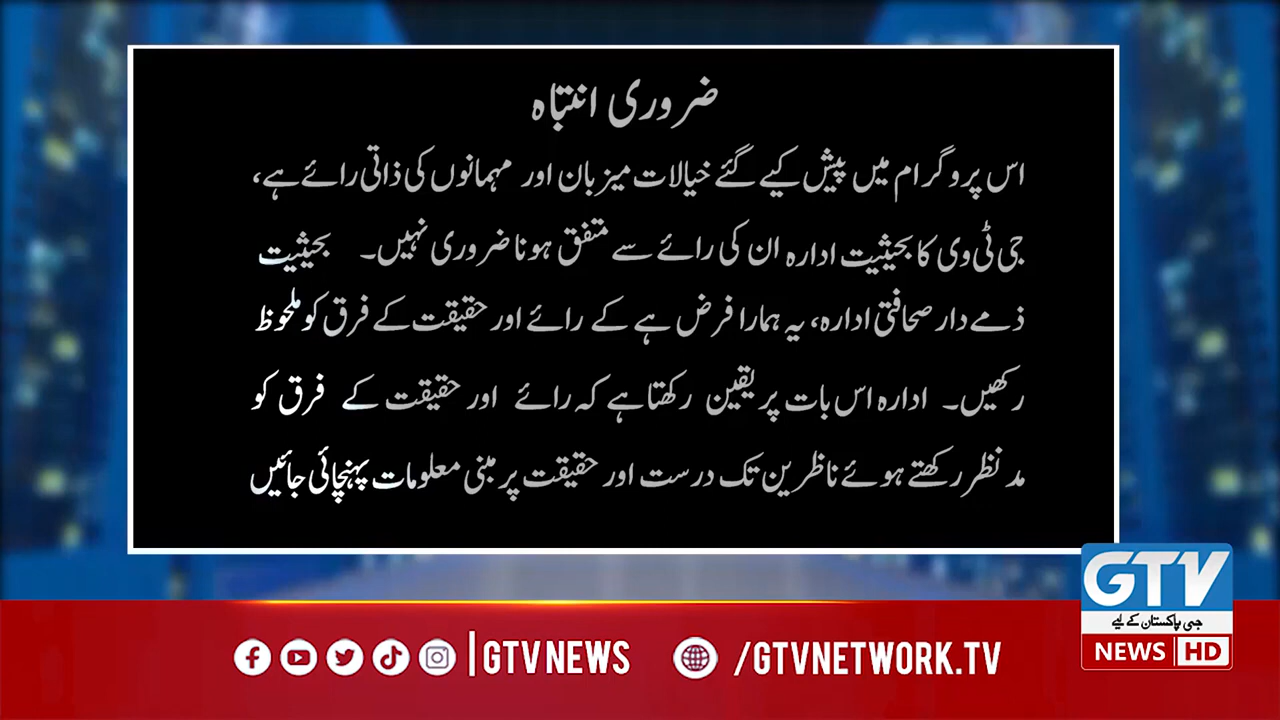 ضروری انتباہ
اس پروگرام میں پیش کیے گئے خیالات میزبان اور مہمانوں کی ذاتی رائے ہے،
جی ٹی وی کا بحیثیت ادارہ ان کی رائے سے متفق ہونا ضروری نہیں۔ بحیثیت
ذمے دار صحافتی ادارہ، یہ ہمارا فرض ہے کے رائے اور حقیقت کے فرق کو ملحوظ
رکھیں۔ ادارہ اس بات پر یقین رکھتا ہے کہ رائے اور حقیقت کے فرق کو
مد نظر رکھتے ہوئے ناظرین تک درست اور حقیقت پر مبنی معلومات پہنچائی جائیں
GTV
جی پاکستان کے لیے
NEWS HD
GTV NEWS
/GTVNETWORK.TV